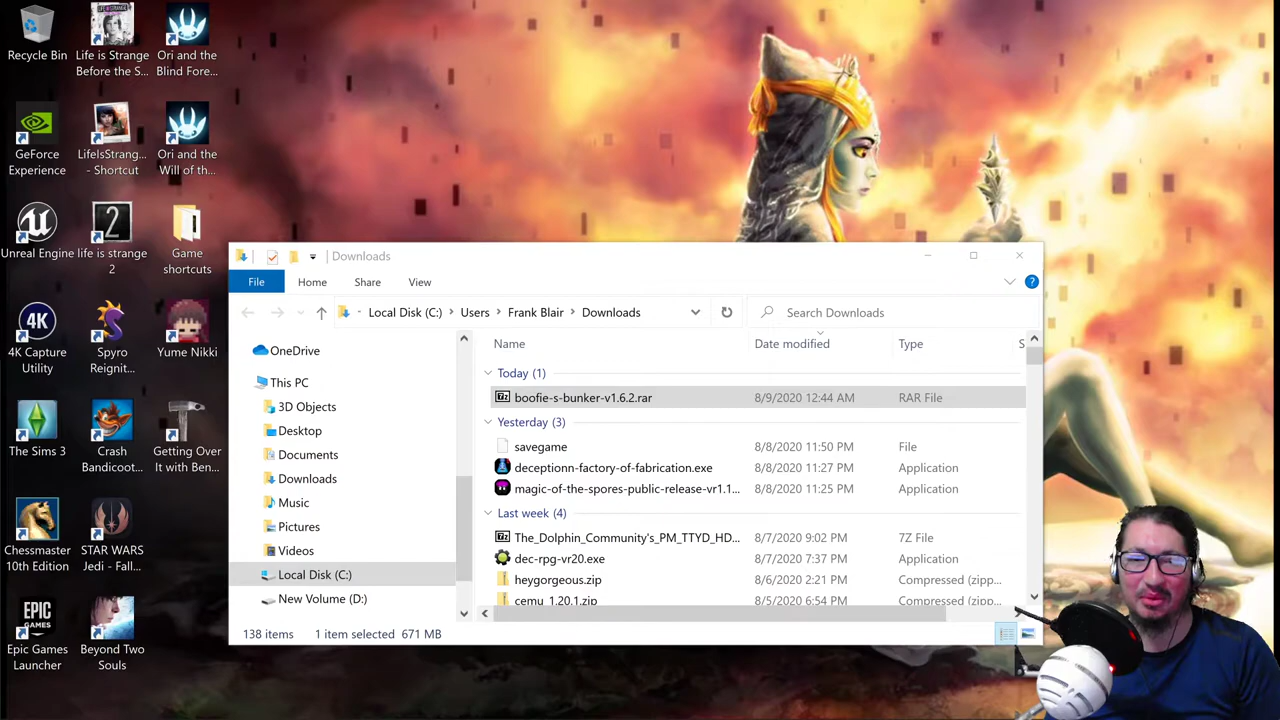 Recycle Bin
Life is Strange
Before the S...
Ori and the
Blind Fore...
GeForce
Experience
LifeIsStrang...
- Shortcut
Ori and the
Will of th...
Unreal Engine
life is strange
2
Game
shortcuts
4K
4K Capture
Utility
Spyro
Reignit...
Yume Nikki
The Sims 3
Crash
Bandicoot...
Getting Over
It with Ben...
Chessmaster
10th Edition
STAR WARS
Jedi - Fall...
EPIC
GAMES
Epic Games
Launcher
Beyond Two
Souls
Downloads
File
Home
Share
View
Local Disk (C:)
Users
Frank Blair
Downloads
Search Downloads
OneDrive
This PC
3D Objects
Desktop
Documents
Downloads
Music
Pictures
Videos
Local Disk (C:)
New Volume (D:)
Name
Date modified
Type
S
Today (1)
boofie-s-bunker-v1.6.2.rar 8/9/2020 12:44 AM RAR File
Yesterday (3)
savegame 8/8/2020 11:50 PM File
deceptionn-factory-of-fabrication.exe 8/8/2020 11:27 PM Application
magic-of-the-spores-public-release-vr1.1... 8/8/2020 11:25 PM Application
Last week (4)
The_Dolphin_Community's_PM_TTYD_HD... 8/7/2020 9:02 PM 7Z File
dec-rpg-vr20.exe 8/7/2020 7:37 PM Application
heygorgeous.zip 8/6/2020 2:21 PM Compressed (zipp...
cemu_1.20.1.zip 8/5/2020 6:54 PM Compressed (zipp...
138 items
1 item selected 671 MB